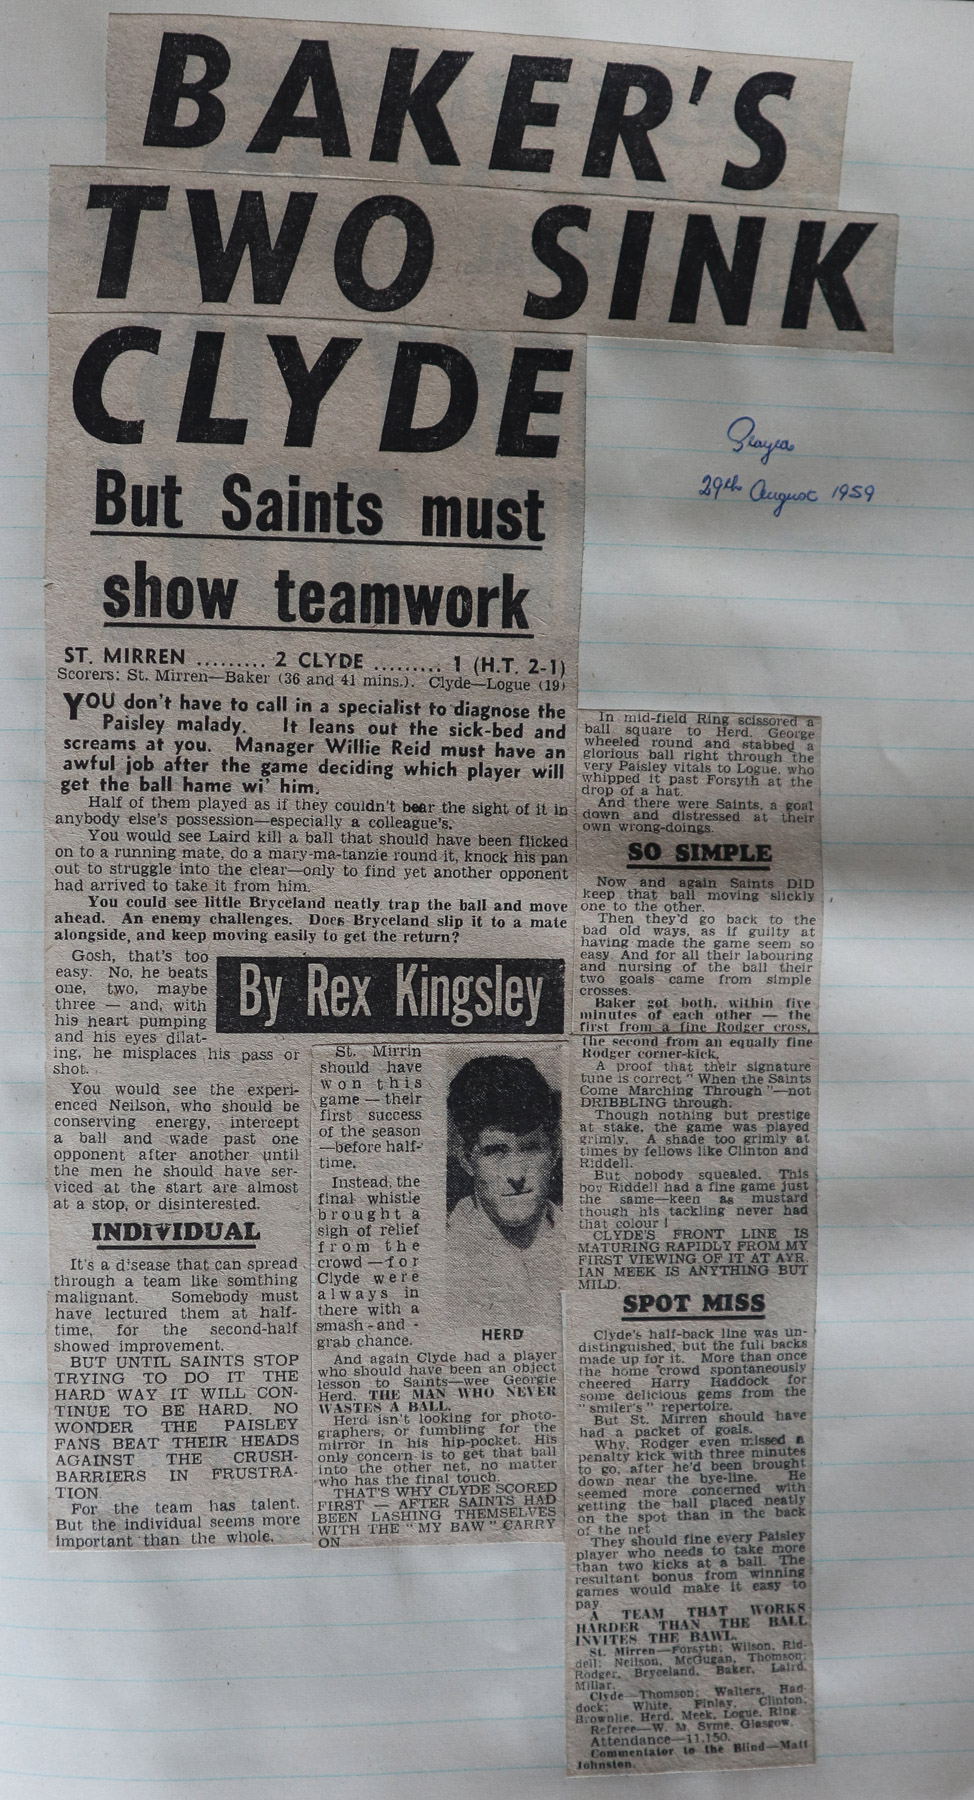 BAKER'S
TWO SINK
CLYDE
But Saints must
show teamwork
29th August 1959
ST. MIRREN ......... 2 CLYDE ......... 1 (H.T. 2-1)
Scorers: St. Mirren—Baker (36 and 41 mins.). Clyde—Logue (19)
YOU don't have to call in a specialist to diagnose the
Paisley malady. It leans out the sick-bed and
screams at you. Manager Willie Reid must have an
awful job after the game deciding which player will
get the ball hame wi' him.
Half of them played as if they couldn't bear the sight of it in
anybody else's possession—especially a colleague's.
You would see Laird kill a ball that should have been flicked
on to a running mate, do a mary-ma-tanzie round it, knock his pan
out to struggle into the clear—only to find yet another opponent
had arrived to take it from him.
You could see little Bryceland neatly trap the ball and move
ahead. An enemy challenges. Does Bryceland slip it to a mate
alongside, and keep moving easily to get the return?
Gosh, that's too
easy. No, he beats
one, two, maybe
three — and, with
his heart pumping
and his eyes dilat-
ing, he misplaces his pass or
shot.
By Rex Kingsley
You would see the experi-
enced Neilson, who should be
conserving energy, intercept
a ball and wade past one
opponent after another until
the men he should have ser-
viced at the start are almost
at a stop, or disinterested.
INDIVIDUAL
It's a disease that can spread
through a team like somthing
malignant. Somebody must
have lectured them at half-
time, for the second-half
showed improvement.
BUT UNTIL SAINTS STOP
TRYING TO DO IT THE
HARD WAY IT WILL CON-
TINUE TO BE HARD. NO
WONDER THE PAISLEY
FANS BEAT THEIR HEADS
AGAINST THE CRUSH-
BARRIERS IN FRUSTRA-
TION
For the team has talent.
But the individual seems more
important than the whole.
St. Mirrin
should have
won this
game — their
first success
of the season
—before half-
time.
Instead, the
final whistle
brought a
sigh of relief
from the
crowd — for
Clyde were
always in
there with a
smash-and-
grab chance.
HERD
And again Clyde had a player
who should have been an object
lesson to Saints—wee Georgie
Herd. THE MAN WHO NEVER
WASTES A BALL.
Herd isn't looking for photo-
graphers, or fumbling for the
mirror in his hip-pocket. His
only concern is to get that ball
into the other net, no matter
who has the final touch.
THAT'S WHY CLYDE SCORED
FIRST — AFTER SAINTS HAD
BEEN LASHING THEMSELVES
WITH THE "MY BAW" CARRY
ON
In mid-field Ring scissored a
ball square to Herd. George
wheeled round and stabbed a
glorious ball right through the
very Paisley vitals to Logue, who
whipped it past Forsyth at the
drop of a hat.
And there were Saints, a goal
down and distressed at their
own wrong-doings.
SO SIMPLE
Now and again Saints DID
keep that ball moving slickly
one to the other.
Then they'd go back to the
bad old ways, as if guilty at
having made the game seem so
easy. And for all their labouring
and nursing of the ball their
two goals came from simple
crosses.
Baker got both, within five
minutes of each other — the
first from a fine Rodger cross,
the second from an equally fine
Rodger corner-kick.
A proof that their signature
tune is correct "When the Saints
Come Marching Through"—not
DRIBBLING through.
Though nothing but prestige
at stake, the game was played
grimly. A shade too grimly at
times by fellows like Clinton and
Riddell.
But nobody squealed. This
boy Riddell had a fine game just
the same—keen as mustard
though his tackling never had
that colour!
CLYDE'S FRONT LINE IS
MATURING RAPIDLY FROM MY
FIRST VIEWING OF IT AT AYR.
IAN MEEK IS ANYTHING BUT
MILD.
SPOT MISS
Clyde's half-back line was un-
distinguished, but the full backs
made up for it. More than once
the home crowd spontaneously
cheered Harry Haddock for
some delicious gems from the
"smiler's" repertoire.
But St. Mirren should have
had a packet of goals.
Why, Rodger even missed a
penalty kick with three minutes
to go, after he'd been brought
down near the bye-line. He
seemed more concerned with
getting the ball placed neatly
on the spot than in the back
of the net
They should fine every Paisley
player who needs to take more
than two kicks at a ball. The
resultant bonus from winning
games would make it easy to
pay.
A TEAM THAT WORKS
HARDER THAN THE BALL
INVITES THE BAWL.
St. Mirren—Forsyth; Wilson, Rid-
dell; Neilson, McGugan, Thomson;
Rodger, Bryceland, Baker, Laird,
Millar.
Clyde—Thomson; Walters, Had-
dock; White, Finlay, Clinton;
Brownlie, Herd, Meek, Logue, Ring.
Referee—W. M. Syme, Glasgow.
Attendance—11,150.
Commentator to the Blind—Matt
Johnston.